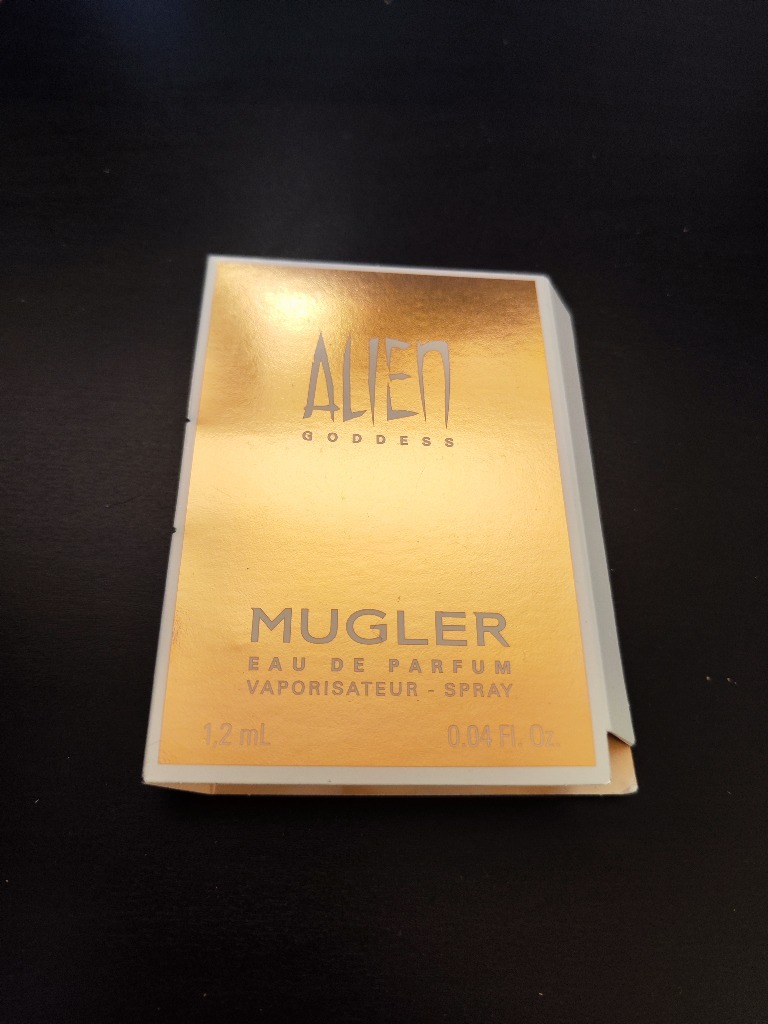 ALIEN
GODDESS
MUGLER
EAU DE PARFUM
VAPORISATEUR - SPRAY
1,2 mL 0.04 Fl. Oz.